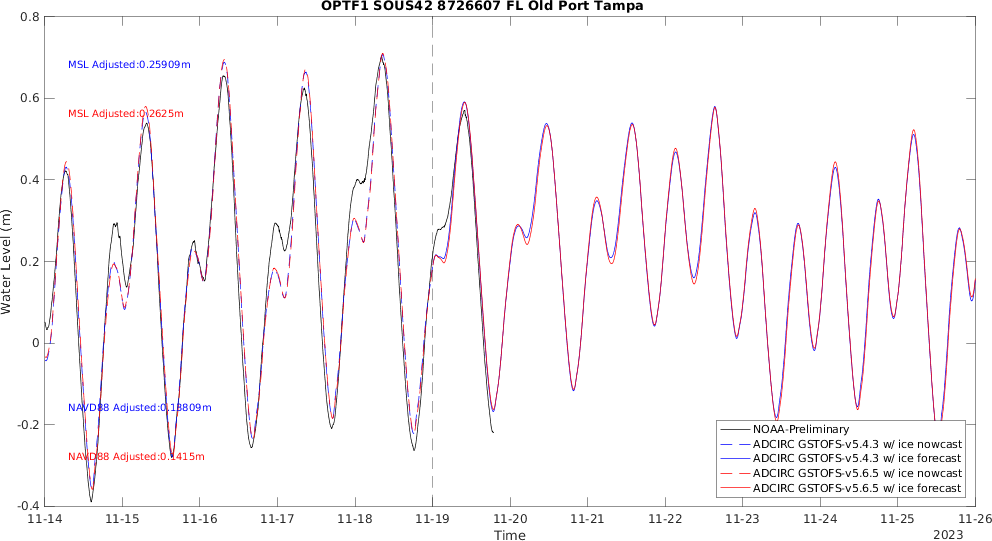 OPTF1 SOUS42 8726607 FL Old Port Tampa
0.8
0.6
0.4
0.2
0
-0.2
-0.4
Water Level (m)
MSL Adjusted:0.25909m
MSL Adjusted:0.2625m
NAVD88 Adjusted:0.13809m
NAVD88 Adjusted:0.1415m
NOAA-Preliminary
ADCIRC GSTOFS-v5.4.3 w/ ice nowcast
ADCIRC GSTOFS-v5.4.3 w/ ice forecast
ADCIRC GSTOFS-v5.6.5 w/ ice nowcast
ADCIRC GSTOFS-v5.6.5 w/ ice forecast
11-14 11-15 11-16 11-17 11-18 11-19 11-20 11-21 11-22 11-23 11-24 11-25 11-26
Time
2023